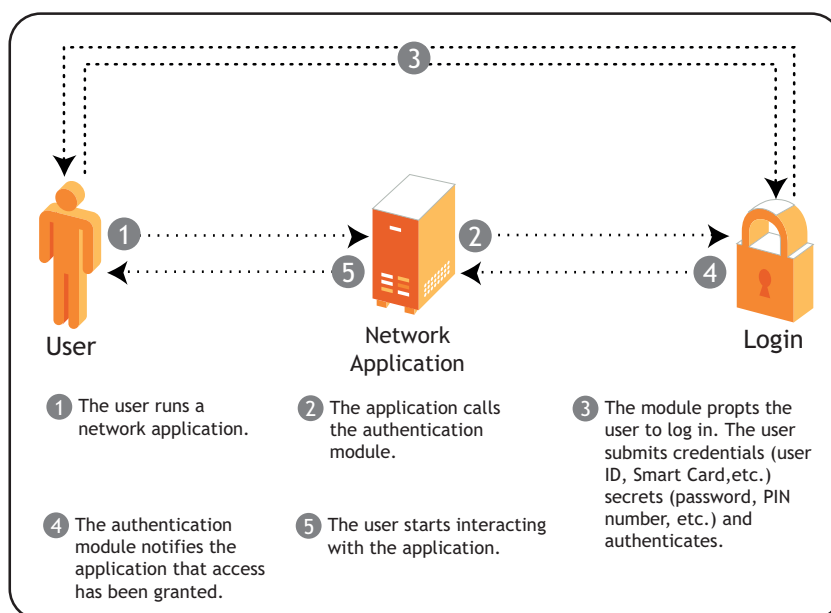 3
1
2
5
4
User
Network
Application
Login
1 The user runs a
network application.
2 The application calls
the authentication
module.
3 The module propts the
user to log in. The user
submits credentials (user
ID, Smart Card,etc.)
secrets (password, PIN
number, etc.) and
authenticates.
4 The authentication
module notifies the
application that access
has been granted.
5 The user starts interacting
with the application.